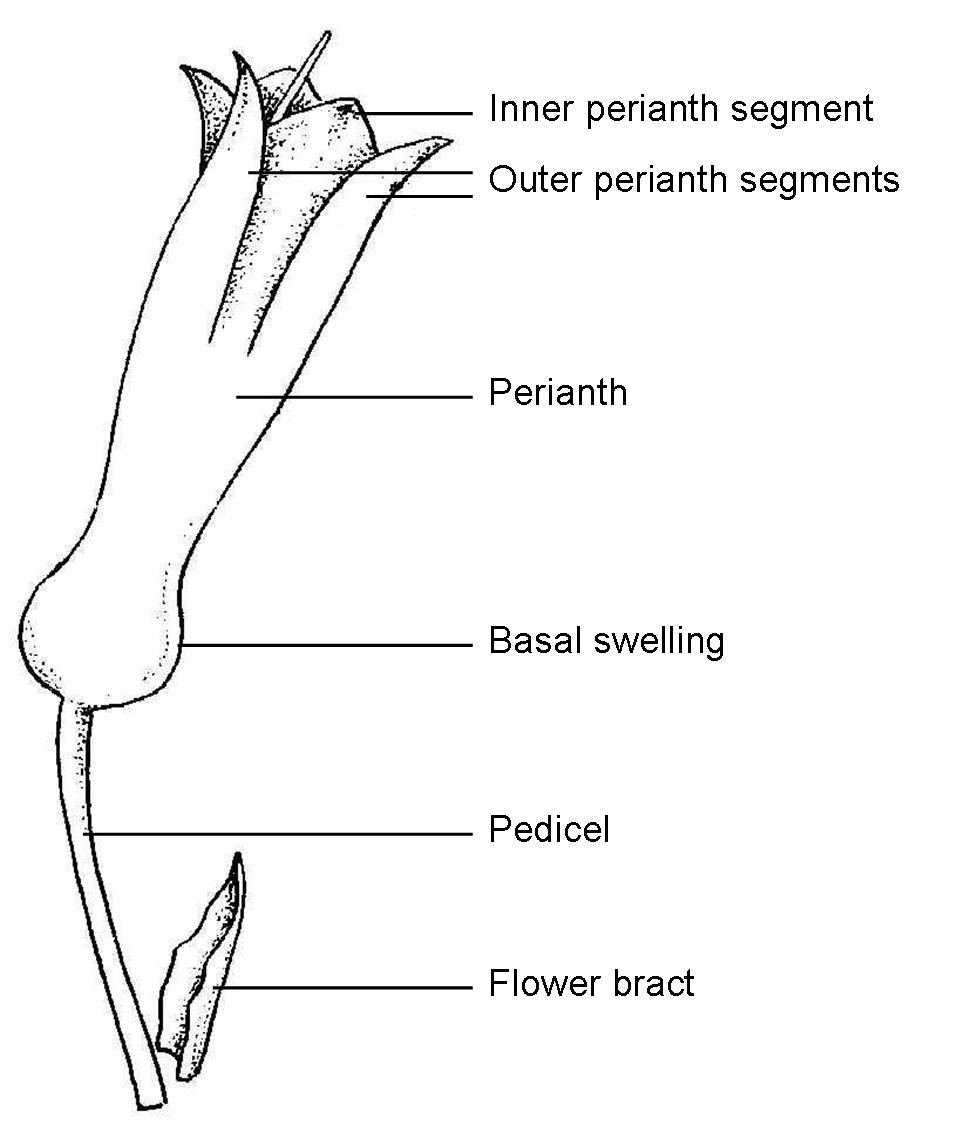 Inner perianth segment
Outer perianth segments
Perianth
Basal swelling
Pedicel
Flower bract